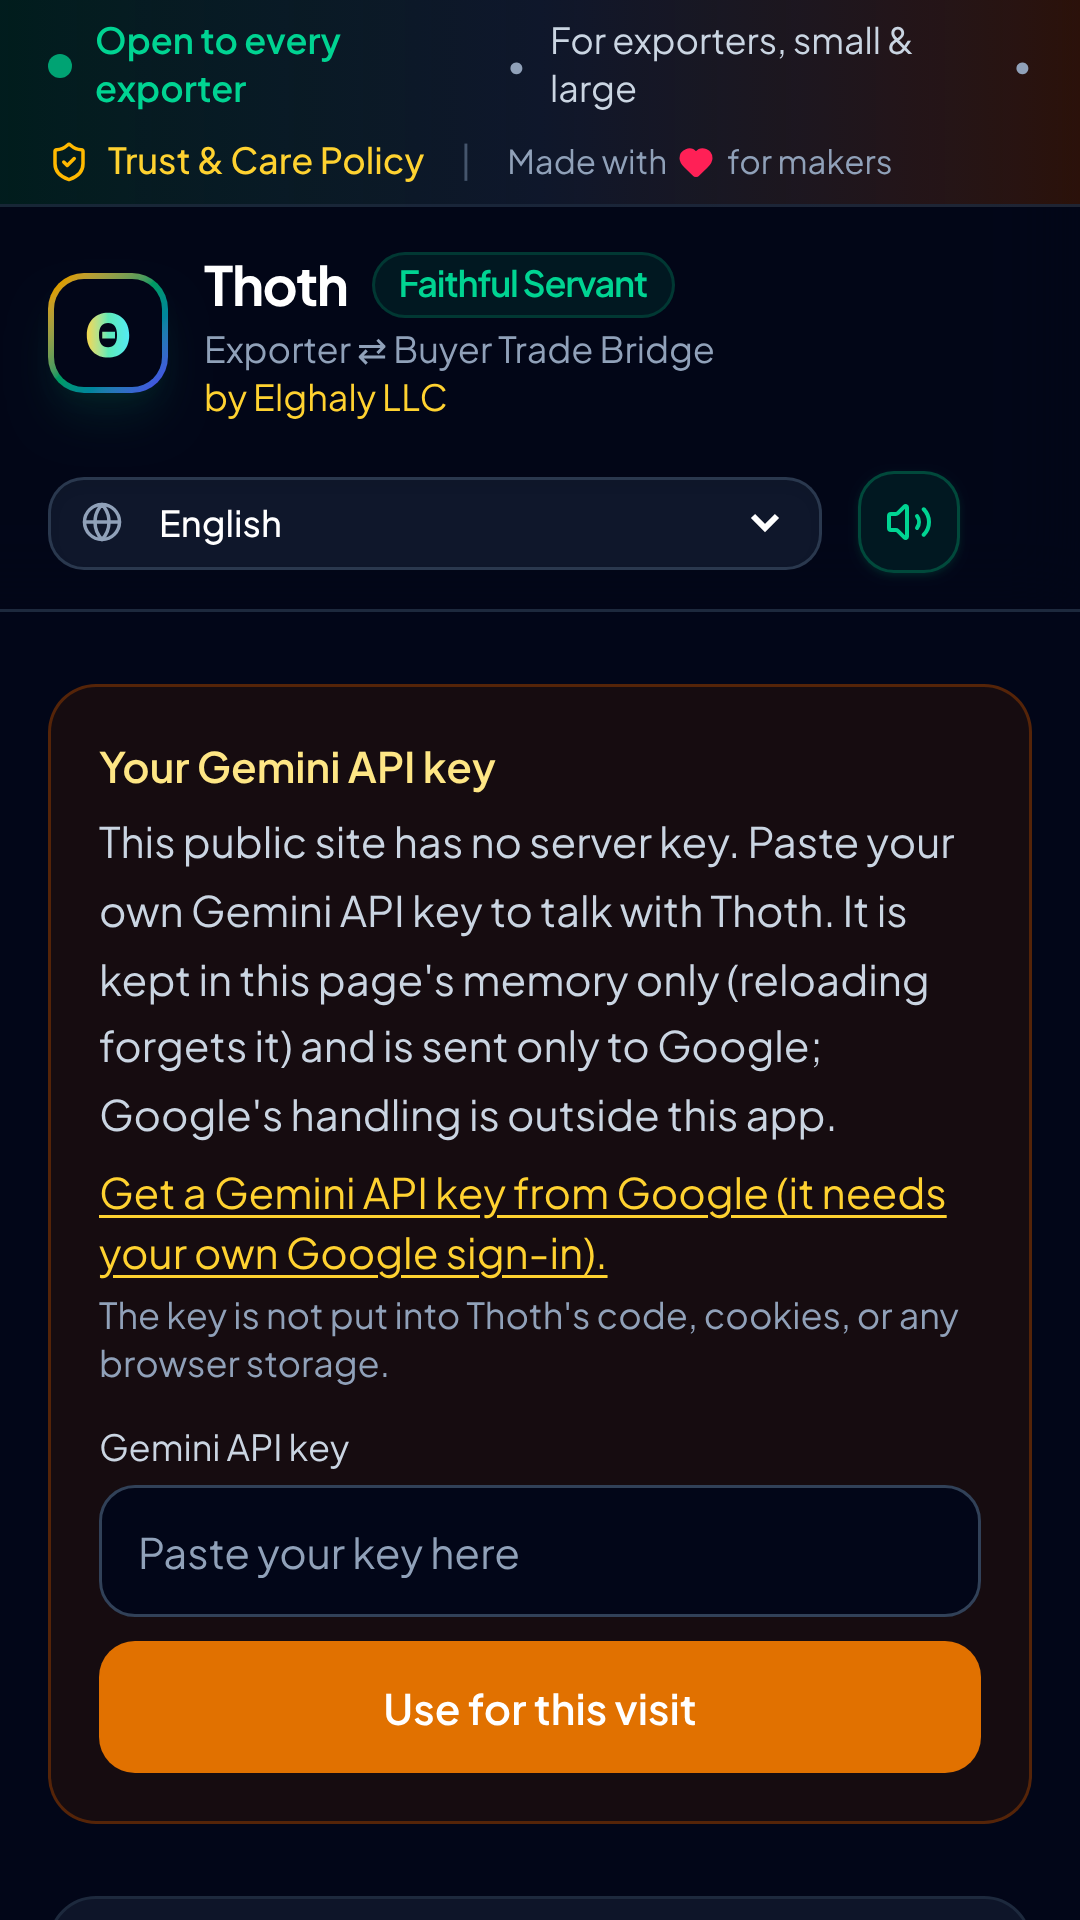 Open to every
exporter
For exporters, small &
large
Trust & Care Policy
Made with ❤ for makers
Θ
Thoth
Faithful Servant
Exporter ⇄ Buyer Trade Bridge
by Elghaly LLC
English
Your Gemini API key
This public site has no server key. Paste your
own Gemini API key to talk with Thoth. It is
kept in this page's memory only (reloading
forgets it) and is sent only to Google;
Google's handling is outside this app.
Get a Gemini API key from Google (it needs
your own Google sign-in).
The key is not put into Thoth's code, cookies, or any
browser storage.
Gemini API key
Paste your key here
Use for this visit